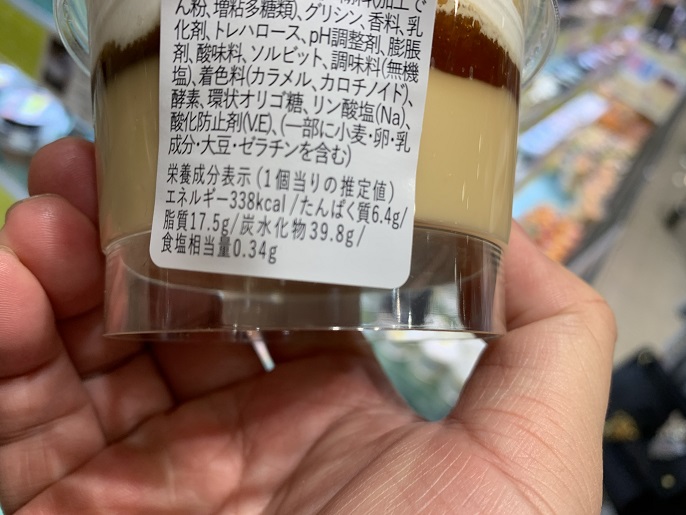 ん粉、増粘多糖類)、グリシン、香料、乳
化剤、トレハロース、pH調整剤、膨脹
剤、酸味料、ソルビット、調味料(無機
塩)、着色料(カラメル、カロチノイド)、
酵素、環状オリゴ糖、リン酸塩(Na)、
酸化防止剤(V.E)、(一部に小麦・卵・乳
成分・大豆・ゼラチンを含む)
栄養成分表示(1個当りの推定値)
エネルギー338kcal/たんぱく質6.4g/
脂質17.5g/炭水化物39.8g/
食塩相当量0.34g